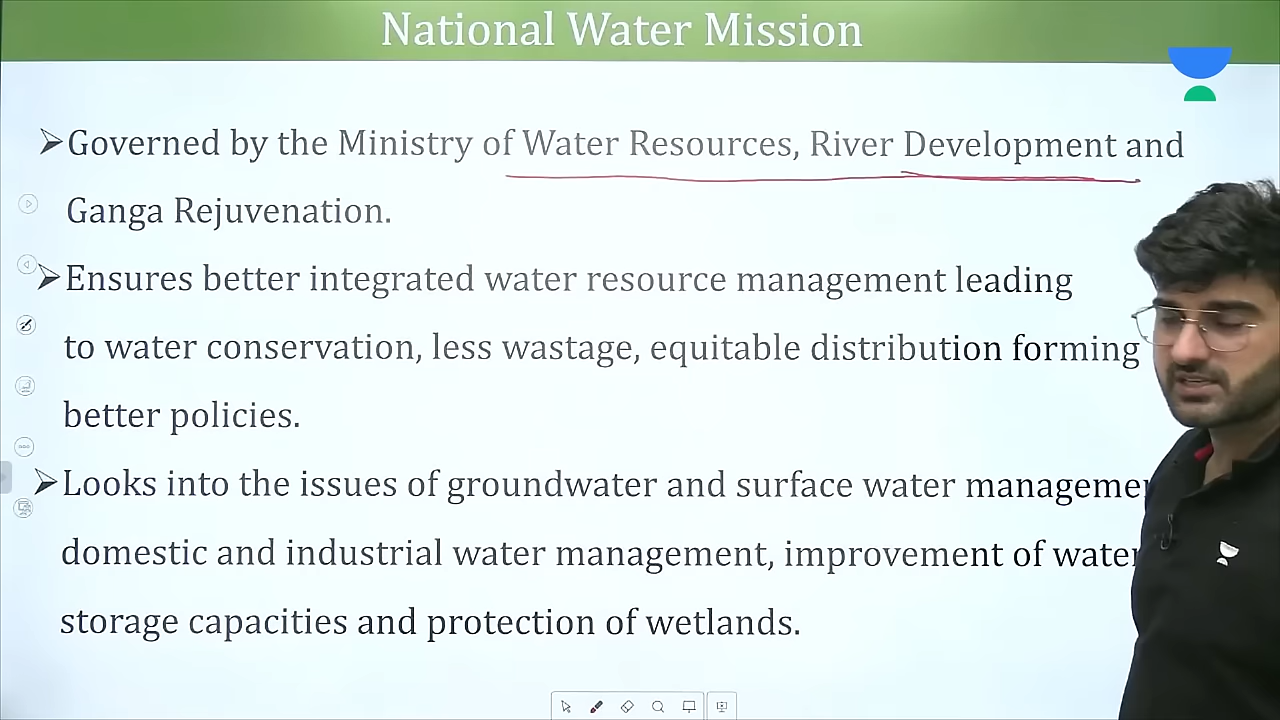 National Water Mission
➢Governed by the Ministry of Water Resources, River Development and
Ganga Rejuvenation.
➢Ensures better integrated water resource management leading
to water conservation, less wastage, equitable distribution forming
better policies.
➢Looks into the issues of groundwater and surface water
domestic and industrial water management, improvement of water
storage capacities and protection of wetlands.